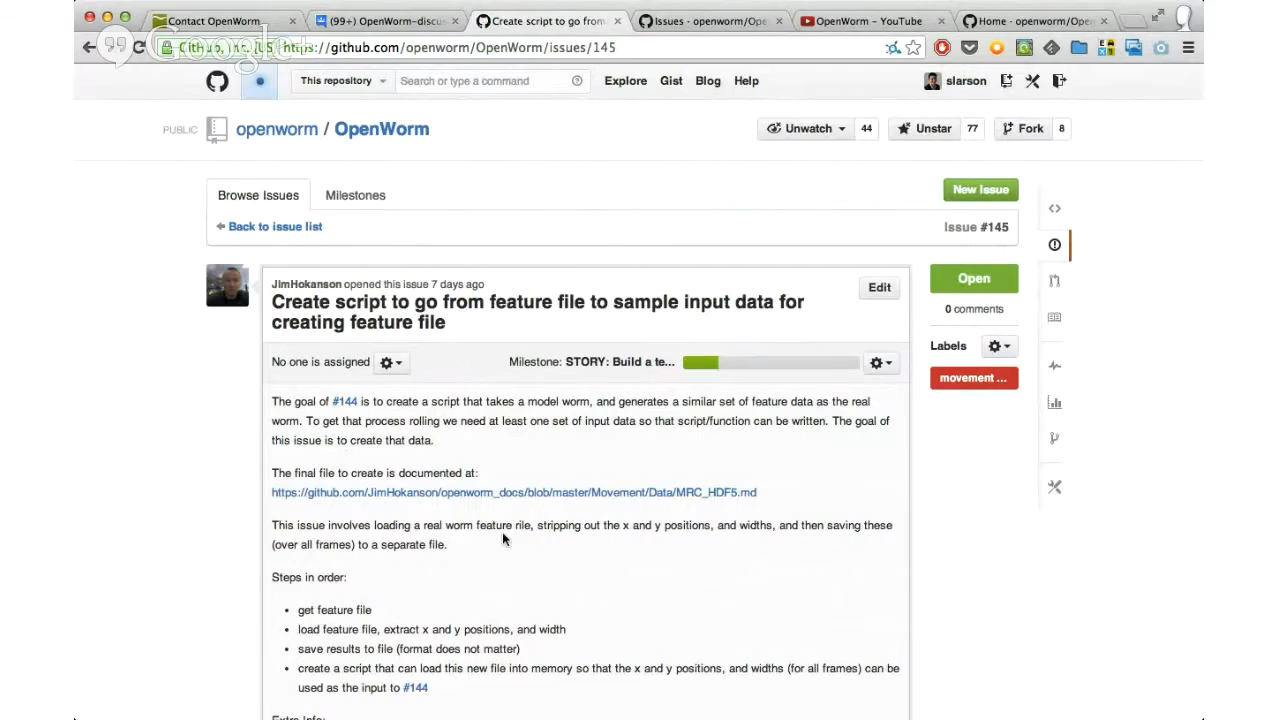 Contact OpenWorm
(99+) OpenWorm-discus
Create script to go from
Issues - openworm/Open
OpenWorm - YouTube
Home - openworm/Open
Google+
GitHub, Inc. [US] https://github.com/openworm/OpenWorm/issues/145
This repository
Search or type a command
Explore
Gist
Blog
Help
slarson
PUBLIC
openworm / OpenWorm
Unwatch
44
Unstar
77
Fork
8
Browse Issues
Milestones
New Issue
Back to issue list
Issue #145
JimHokanson opened this issue 7 days ago
Edit
Open
Create script to go from feature file to sample input data for
creating feature file
0 comments
No one is assigned
Milestone: STORY: Build a te...
Labels
movement ...
The goal of #144 is to create a script that takes a model worm, and generates a similar set of feature data as the real
worm. To get that process rolling we need at least one set of input data so that script/function can be written. The goal of
this issue is to create that data.
The final file to create is documented at:
https://github.com/JimHokanson/openworm_docs/blob/master/Movement/Data/MRC_HDF5.md
This issue involves loading a real worm feature rile, stripping out the x and y positions, and widths, and then saving these
(over all frames) to a separate file.
Steps in order:
• get feature file
• load feature file, extract x and y positions, and width
• save results to file (format does not matter)
• create a script that can load this new file into memory so that the x and y positions, and widths (for all frames) can be
used as the input to #144
Extra Info: